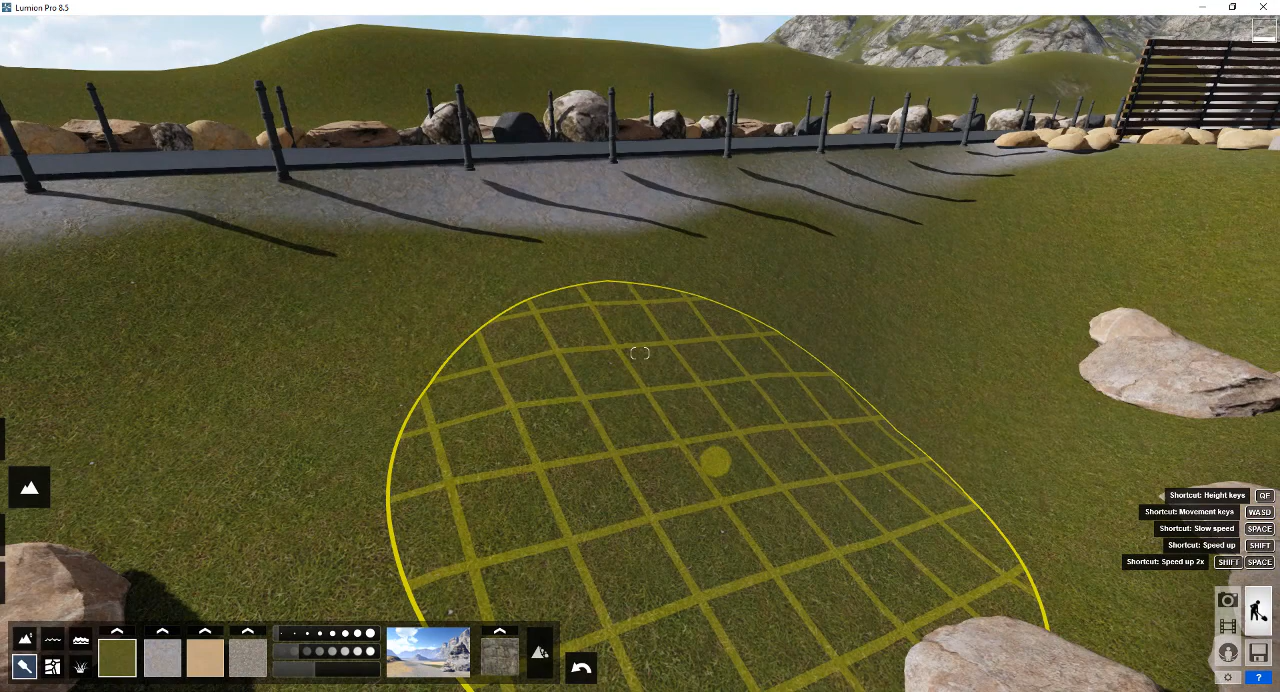 Lumion Pro 8.5
Shortcut: Height keys QE
Shortcut: Movement keys WASD
Shortcut: Slow speed SPACE
Shortcut: Speed up SHIFT
Shortcut: Speed up 2x SHIFT SPACE
?